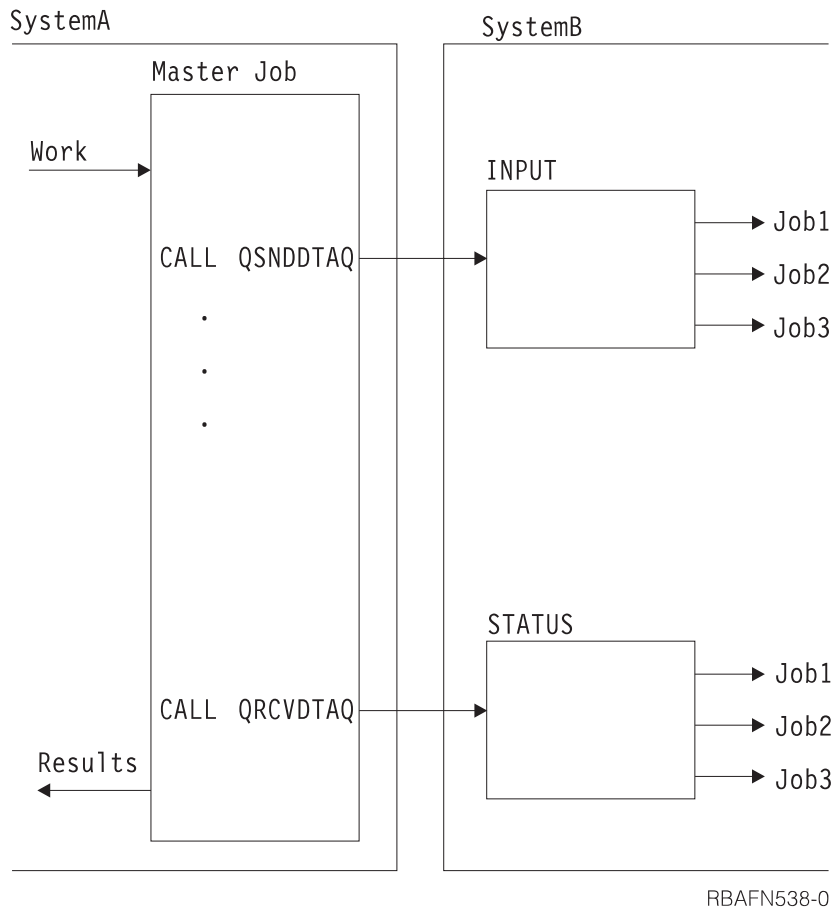 SystemA
SystemB
Master Job
Work
INPUT
Job1
CALL QSNDDTAQ
Job2
Job3
.
.
.
STATUS
Job1
CALL QRCVDTAQ
Job2
Results
Job3
RBAFN538-0